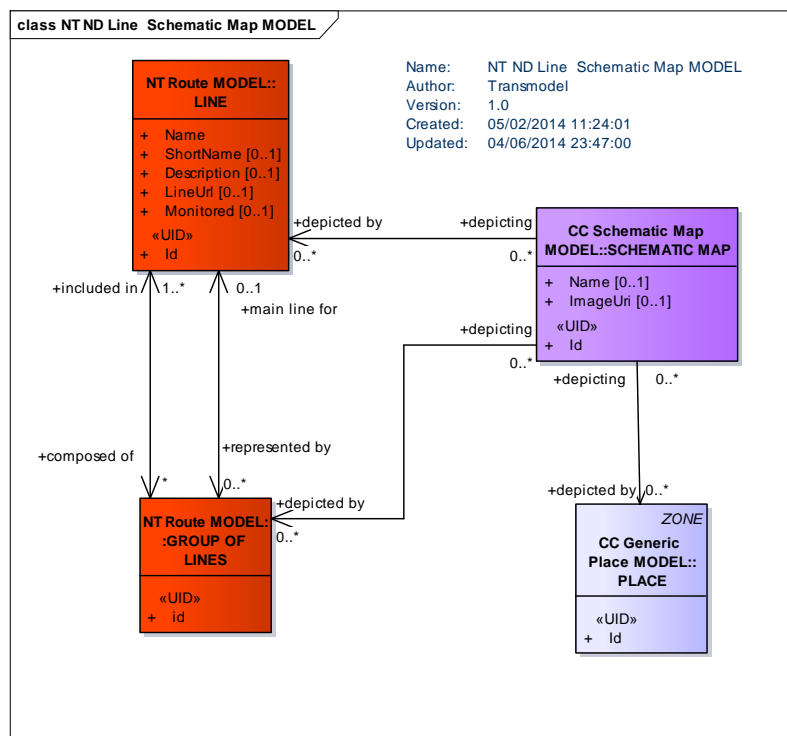 class NT ND Line  Schematic Map MODEL
Name: NT ND Line  Schematic Map MODEL
Author: Transmodel
Version: 1.0
Created: 05/02/2014 11:24:01
Updated: 04/06/2014 23:47:00
NT Route MODEL::
LINE
+ Name
+ ShortName [0..1]
+ Description [0..1]
+ LineUrl [0..1]
+ Monitored [0..1]
«UID»
+ Id
+depicted by
0..*
+depicting
0..*
CC Schematic Map
MODEL::SCHEMATIC MAP
+ Name [0..1]
+ ImageUri [0..1]
«UID»
+ Id
+included in
1..*
0..1
+main line for
+depicting
0..*
+depicting
0..*
+composed of
*
+represented by
0..*
+depicted by
0..*
+depicted by
0..*
NT Route MODEL:
:GROUP OF
LINES
«UID»
+ id
ZONE
CC Generic
Place MODEL::
PLACE
«UID»
+ Id